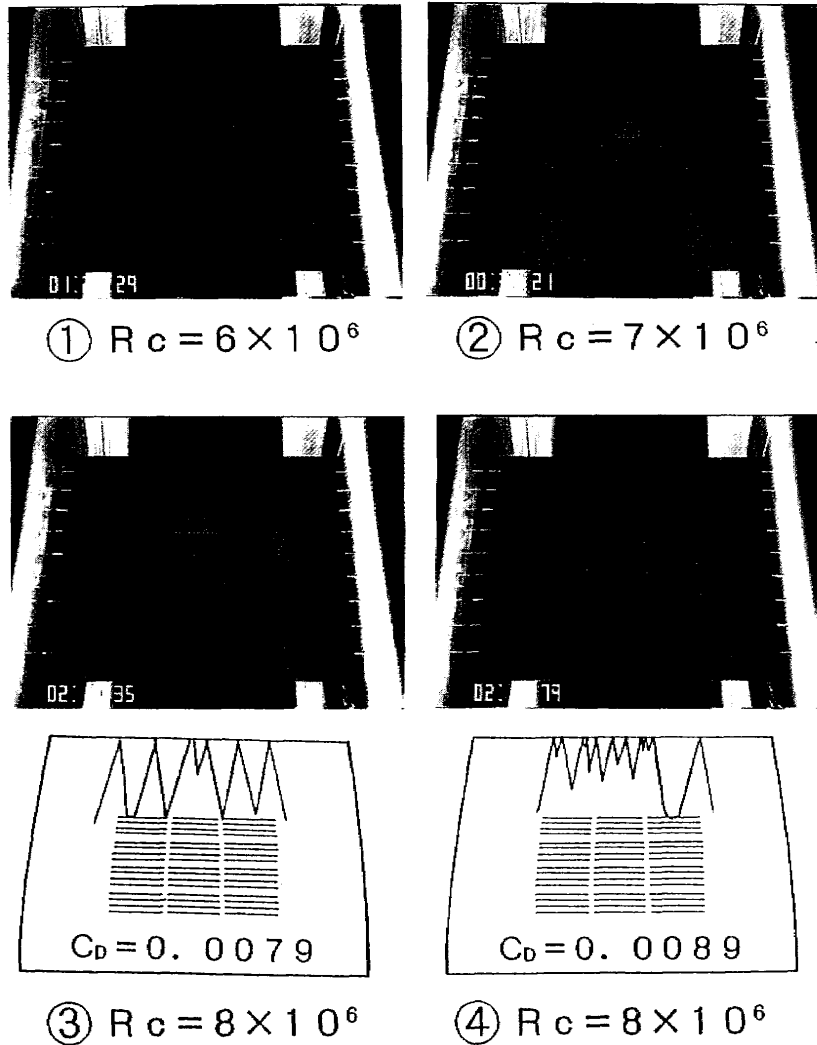 01: 29
00: 21
① Rc=6×10⁶
② Rc=7×10⁶
02: 35
02: 79
C_D=0. 0079
C_D=0. 0089
③ Rc=8×10⁶
④ Rc=8×10⁶